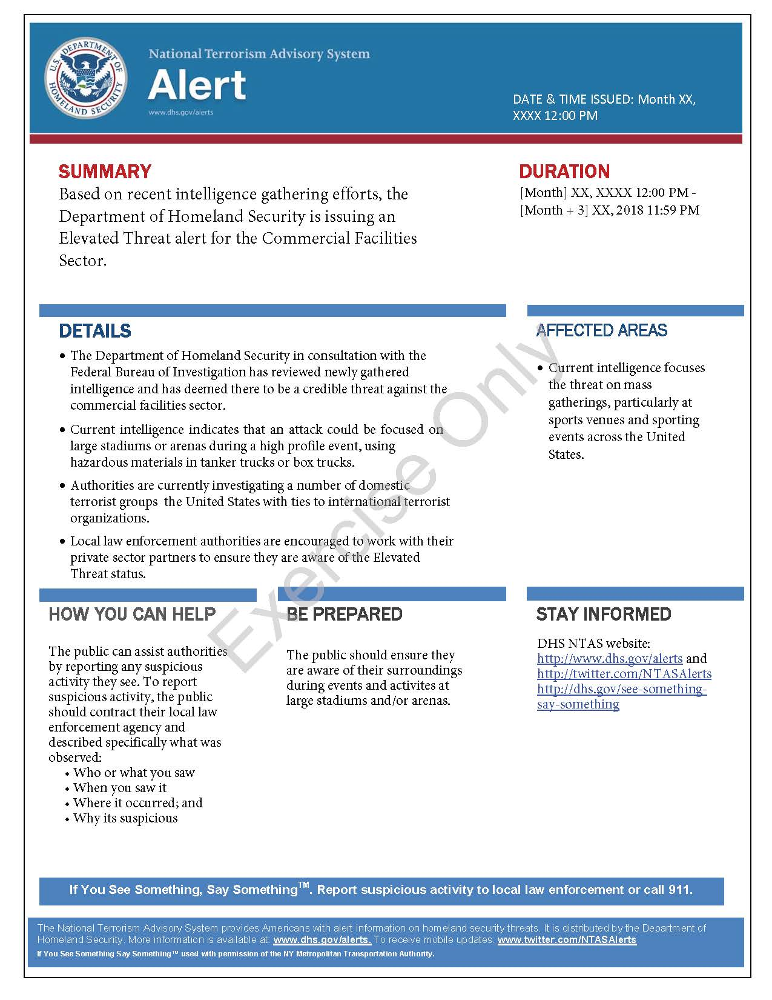 U.S. DEPARTMENT OF HOMELAND SECURITY
National Terrorism Advisory System
Alert
www.dhs.gov/alerts
DATE & TIME ISSUED: Month XX,
XXXX 12:00 PM
SUMMARY
Based on recent intelligence gathering efforts, the
Department of Homeland Security is issuing an
Elevated Threat alert for the Commercial Facilities
Sector.
DURATION
[Month] XX, XXXX 12:00 PM -
[Month + 3] XX, 2018 11:59 PM
DETAILS
• The Department of Homeland Security in consultation with the
Federal Bureau of Investigation has reviewed newly gathered
intelligence and has deemed there to be a credible threat against the
commercial facilities sector.
• Current intelligence indicates that an attack could be focused on
large stadiums or arenas during a high profile event, using
hazardous materials in tanker trucks or box trucks.
• Authorities are currently investigating a number of domestic
terrorist groups  the United States with ties to international terrorist
organizations.
• Local law enforcement authorities are encouraged to work with their
private sector partners to ensure they are aware of the Elevated
Threat status.
AFFECTED AREAS
• Current intelligence focuses
the threat on mass
gatherings, particularly at
sports venues and sporting
events across the United
States.
Exercise Only
HOW YOU CAN HELP
The public can assist authorities
by reporting any suspicious
activity they see. To report
suspicious activity, the public
should contract their local law
enforcement agency and
described specifically what was
observed:
• Who or what you saw
• When you saw it
• Where it occurred; and
• Why its suspicious
BE PREPARED
The public should ensure they
are aware of their surroundings
during events and activites at
large stadiums and/or arenas.
STAY INFORMED
DHS NTAS website:
http://www.dhs.gov/alerts and
http://twitter.com/NTASAlerts
http://dhs.gov/see-something-
say-something
If You See Something, Say Something™. Report suspicious activity to local law enforcement or call 911.
The National Terrorism Advisory System provides Americans with alert information on homeland security threats. It is distributed by the Department of
Homeland Security. More information is available at: www.dhs.gov/alerts. To receive mobile updates: www.twitter.com/NTASAlerts
If You See Something Say Something™ used with permission of the NY Metropolitan Transportation Authority.